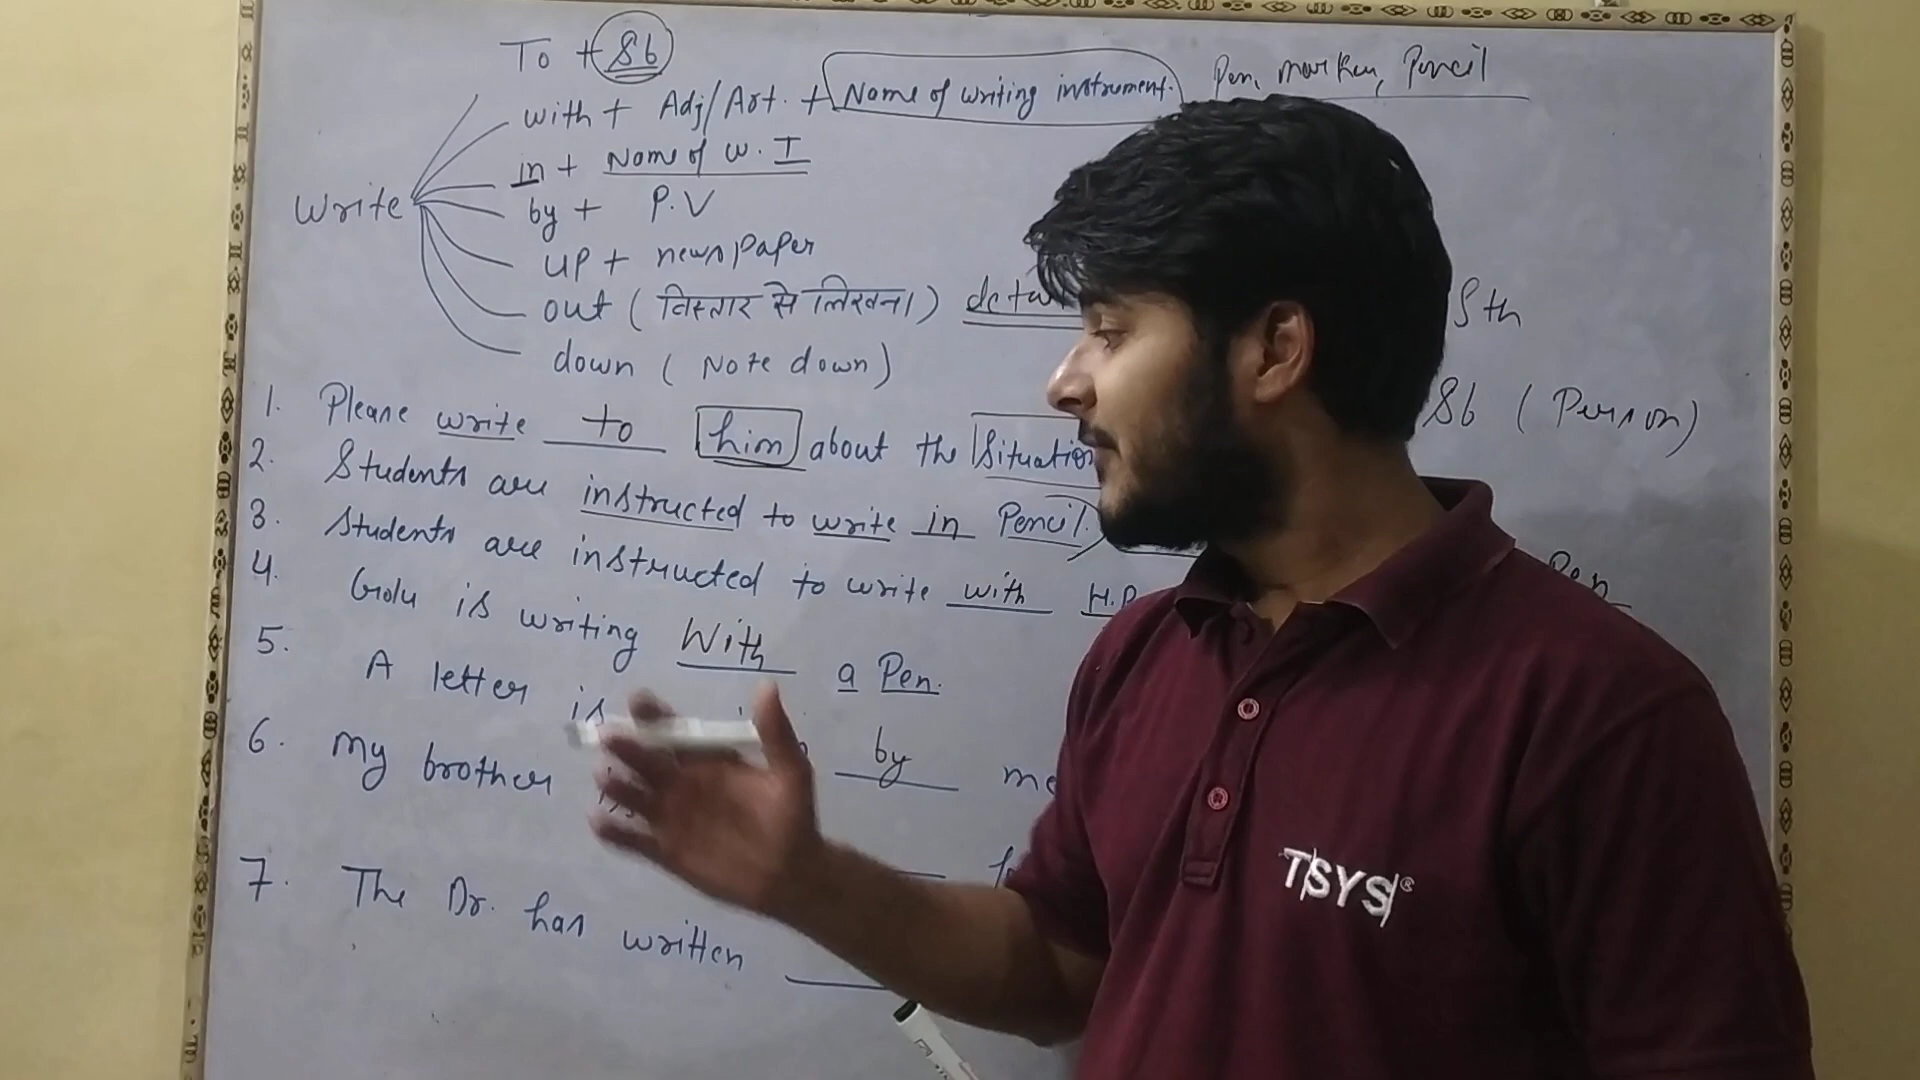 To + Sb
with + Adj/Art. + Name of writing instrument. Pen, marker, Pencil
in + Name of W.I
Write
by + P.V
up + newspaper
out ( विस्तार से लिखना ) detai
Sth
down ( Note down )
Sb ( Person )
1. Please write to him about the Situation
2. Students are instructed to write in Pencil.
3. Students are instructed to write with H.P
Pen
4. Golu is writing With a Pen.
5. A letter is by me
6. My brother is
7. The Dr. has written
TSYS®